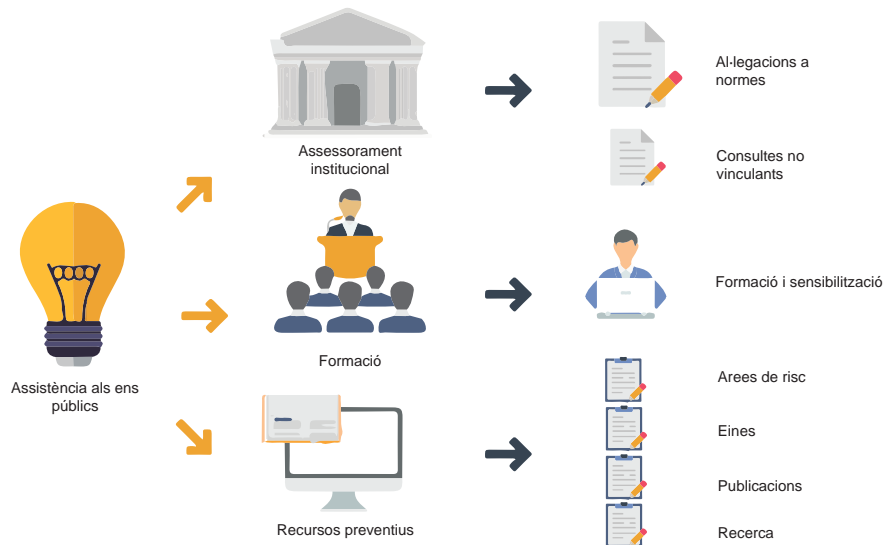 Assistència als ens
públics
Assessorament
institucional
Al·legacions a
normes
Consultes no
vinculants
Formació
Formació i sensibilització
Recursos preventius
Arees de risc
Eines
Publicacions
Recerca